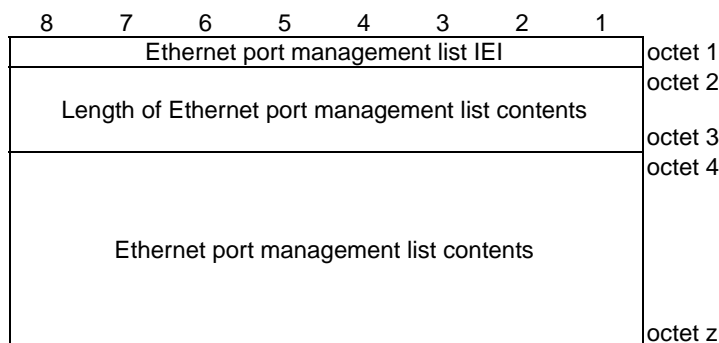 8 7 6 5 4 3 2 1
Ethernet port management list IEI octet 1
octet 2
Length of Ethernet port management list contents
octet 3
octet 4
Ethernet port management list contents
octet z